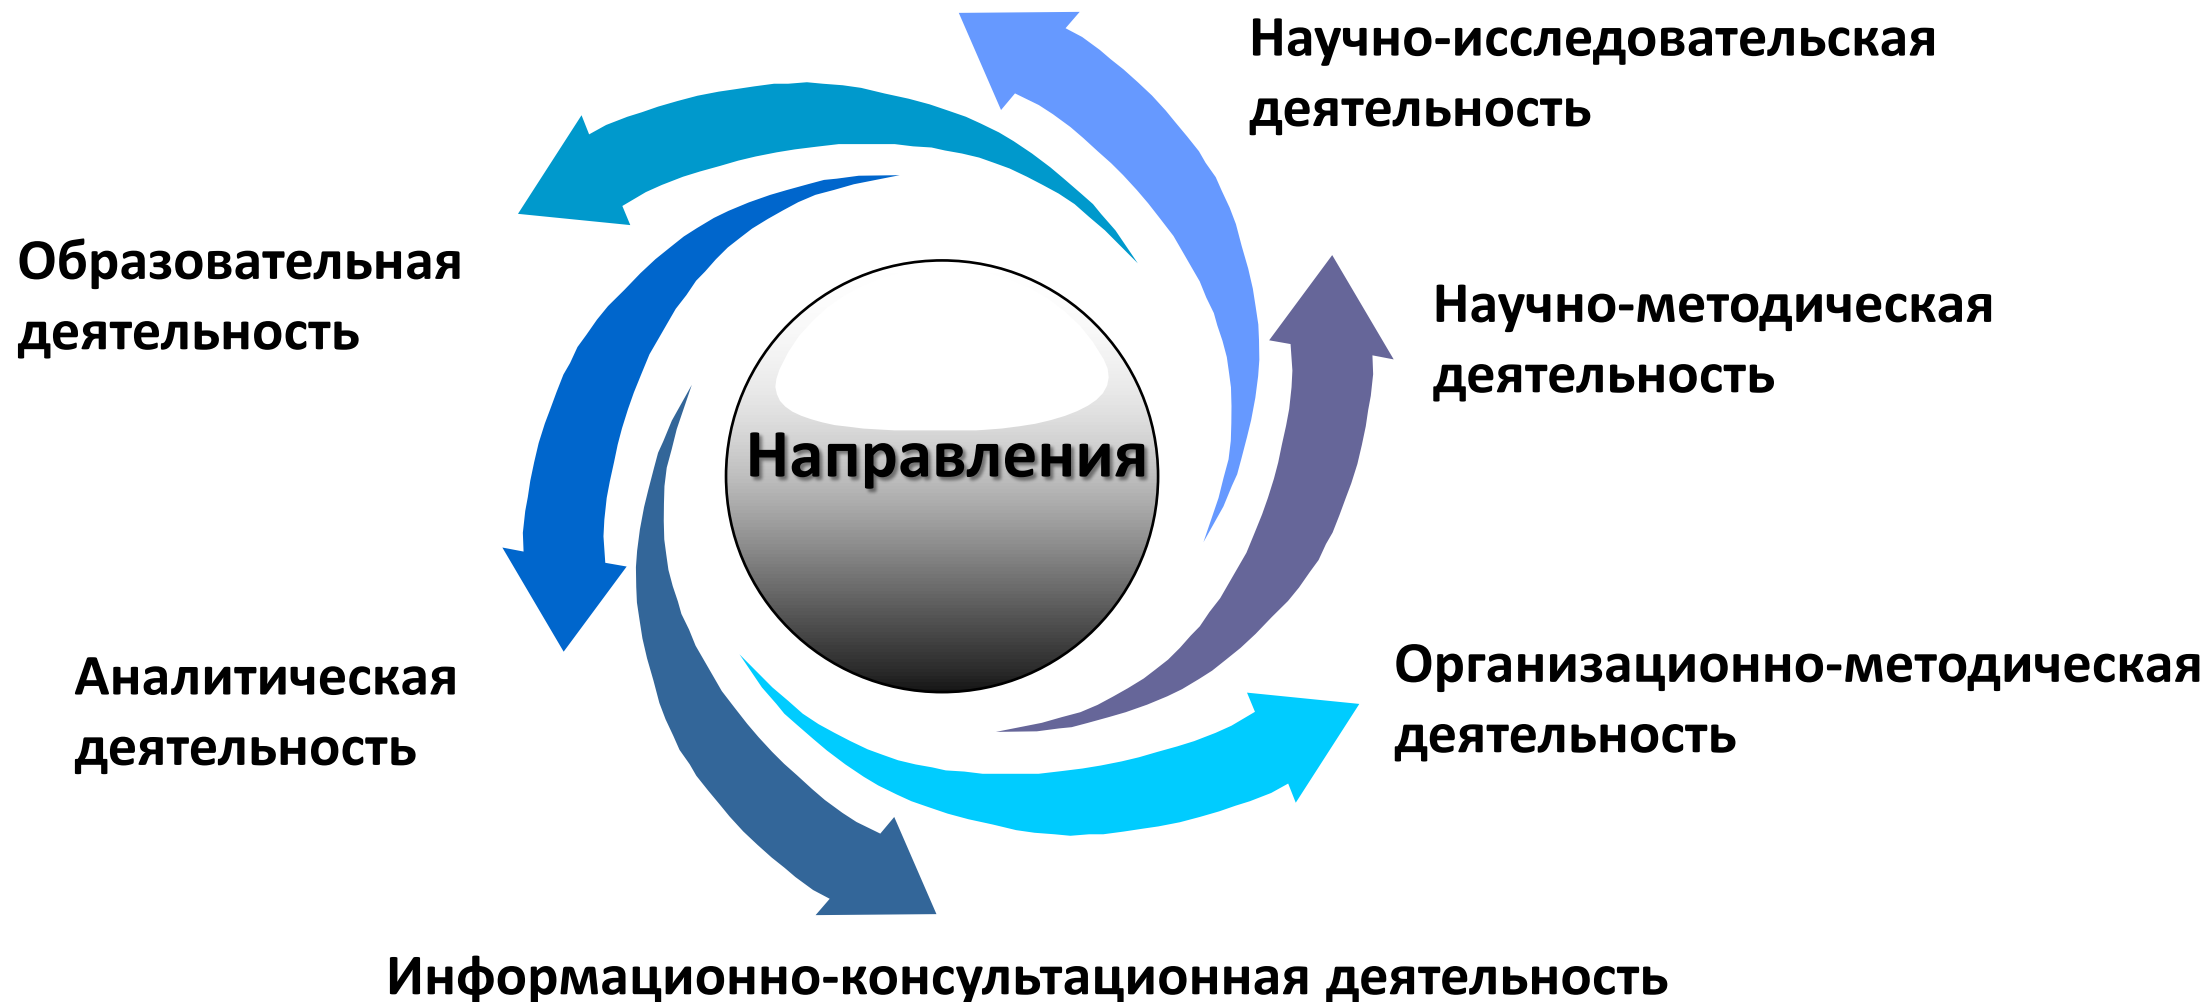 Научно-исследовательская
деятельность
Образовательная
деятельность
Научно-методическая
деятельность
Направления
Аналитическая
деятельность
Организационно-методическая
деятельность
Информационно-консультационная деятельность